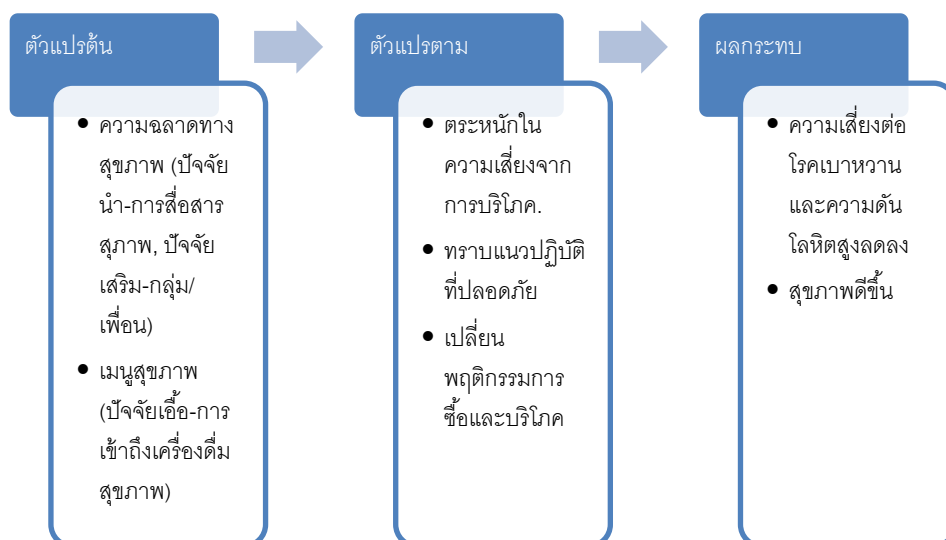 ตัวแปรต้น
ความฉลาดทาง
สุขภาพ (ปัจจัย
นำ-การสื่อสาร
สุภาพ, ปัจจัย
เสริม-กลุ่ม/
เพื่อน)
เมนูสุขภาพ
(ปัจจัยเอื้อ-การ
เข้าถึงเครื่องดื่ม
สุขภาพ)
ตัวแปรตาม
ตระหนักใน
ความเสี่ยงจาก
การบริโภค.
ทราบแนวปฏิบัติ
ที่ปลอดภัย
เปลี่ยน
พฤติกรรมการ
ซื้อและบริโภค
ผลกระทบ
ความเสี่ยงต่อ
โรคเบาหวาน
และความดัน
โลหิตสูงลดลง
สุขภาพดีขึ้น